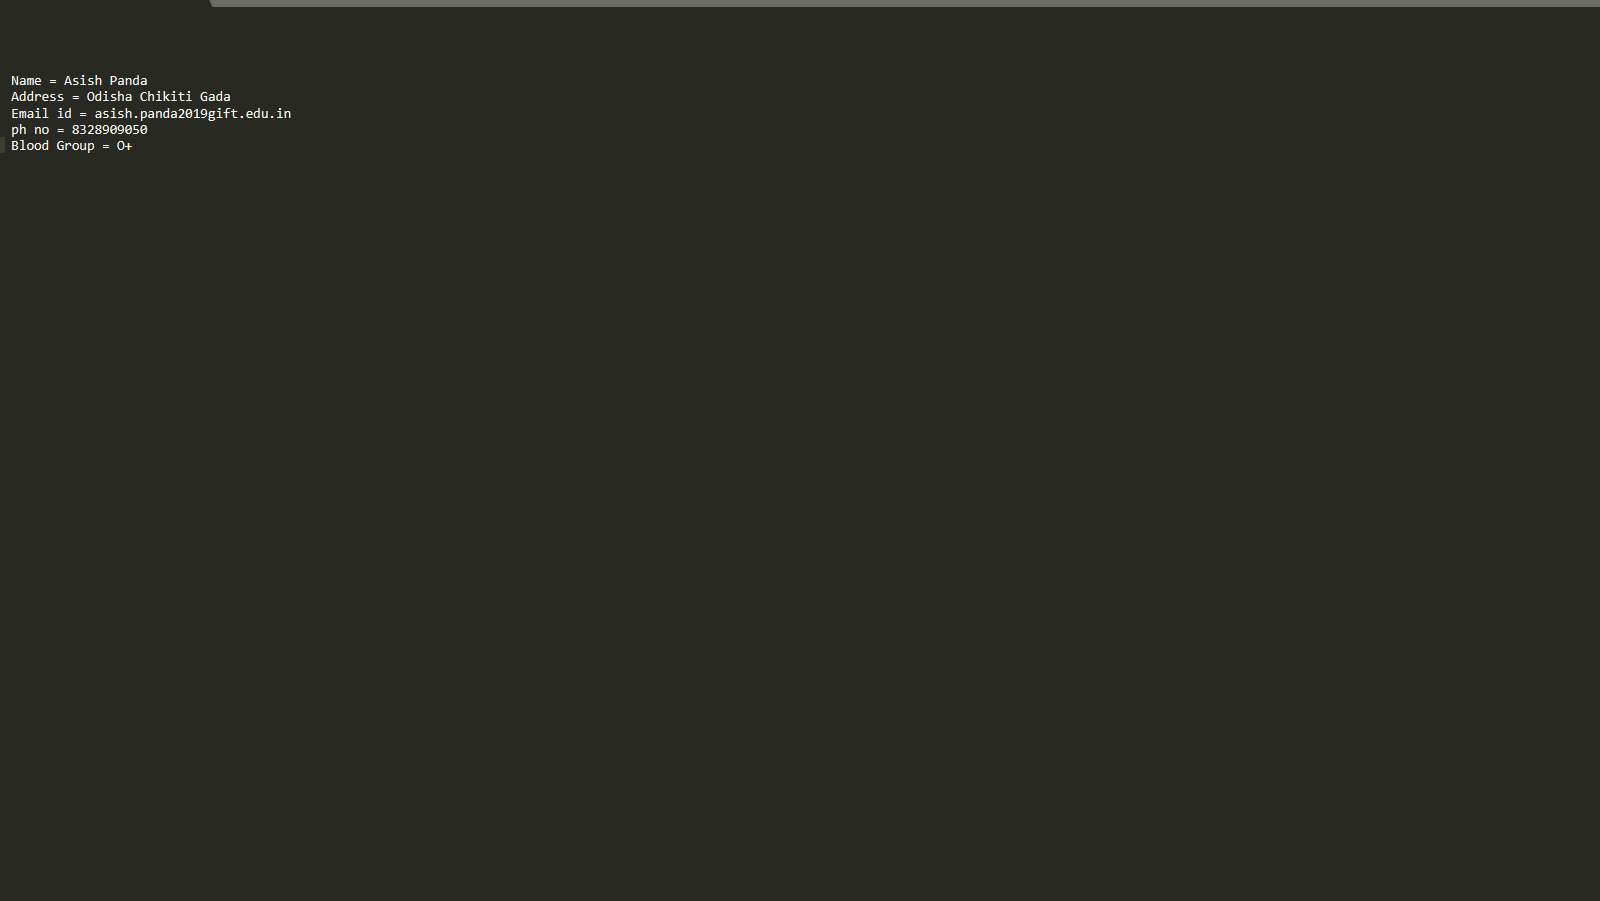 Name = Asish Panda
Address = Odisha Chikiti Gada
Email id = asish.panda2019gift.edu.in
ph no = 8328909050
Blood Group = O+